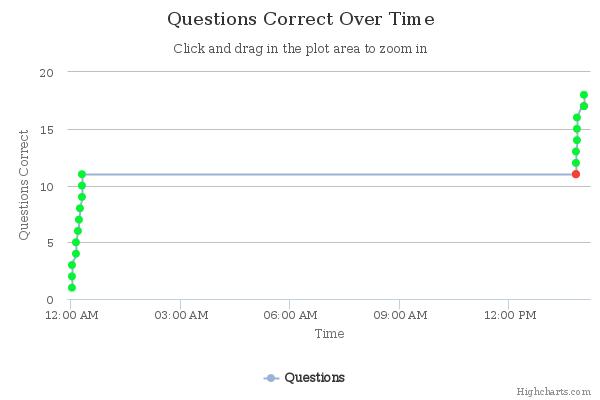 Questions Correct Over Time
Click and drag in the plot area to zoom in
Questions Correct
20
15
10
5
0
12:00 AM 03:00 AM 06:00 AM 09:00 AM 12:00 PM
Time
Questions
Highcharts.com